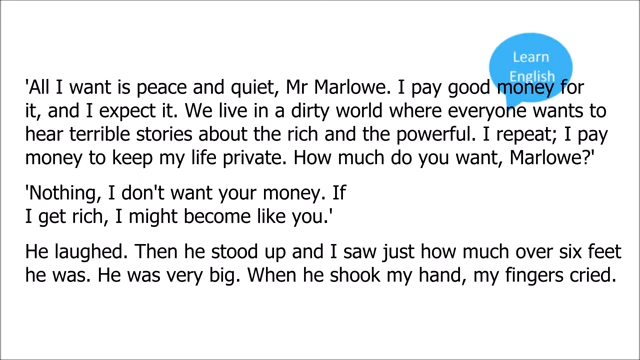 Learn
English
'All I want is peace and quiet, Mr Marlowe. I pay good money for
it, and I expect it. We live in a dirty world where everyone wants to
hear terrible stories about the rich and the powerful. I repeat; I pay
money to keep my life private. How much do you want, Marlowe?'
'Nothing, I don't want your money. If
I get rich, I might become like you.'
He laughed. Then he stood up and I saw just how much over six feet
he was. He was very big. When he shook my hand, my fingers cried.